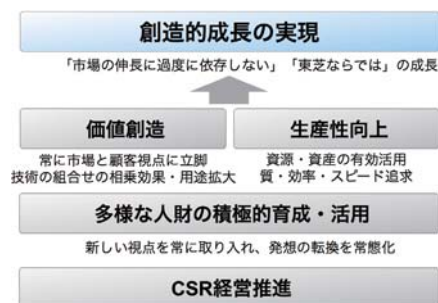 創造的成長の実現
「市場の伸長に過度に依存しない」「東芝ならでは」の成長
価値創造
常に市場と顧客視点に立脚
技術の組合せの相乗効果・用途拡大
生産性向上
資源・資産の有効活用
質・効率・スピード追求
多様な人財の積極的育成・活用
新しい視点を常に取り入れ、発想の転換を常態化
CSR経営推進